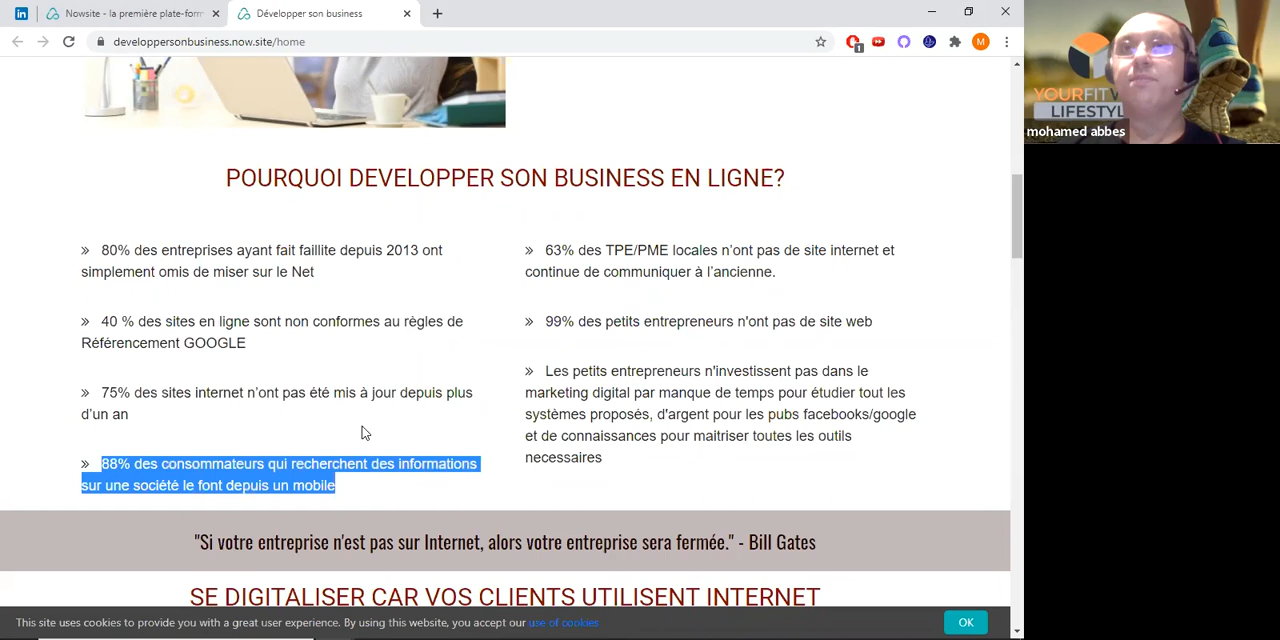 Nowsite - la première plate-form
Développer son business
developpersonbusiness.now.site/home
1
M
YOURFIT
LIFESTYL
mohamed abbes
POURQUOI DEVELOPPER SON BUSINESS EN LIGNE?
» 80% des entreprises ayant fait faillite depuis 2013 ont
simplement omis de miser sur le Net
» 40 % des sites en ligne sont non conformes au règles de
Référencement GOOGLE
» 75% des sites internet n’ont pas été mis à jour depuis plus
d’un an
» 88% des consommateurs qui recherchent des informations
sur une société le font depuis un mobile
» 63% des TPE/PME locales n’ont pas de site internet et
continue de communiquer à l’ancienne.
» 99% des petits entrepreneurs n'ont pas de site web
» Les petits entrepreneurs n'investissent pas dans le
marketing digital par manque de temps pour étudier tout les
systèmes proposés, d'argent pour les pubs facebooks/google
et de connaissances pour maitriser toutes les outils
necessaires
"Si votre entreprise n'est pas sur Internet, alors votre entreprise sera fermée." - Bill Gates
SE DIGITALISER CAR VOS CLIENTS UTILISENT INTERNET
This site uses cookies to provide you with a great user experience. By using this website, you accept our use of cookies
OK